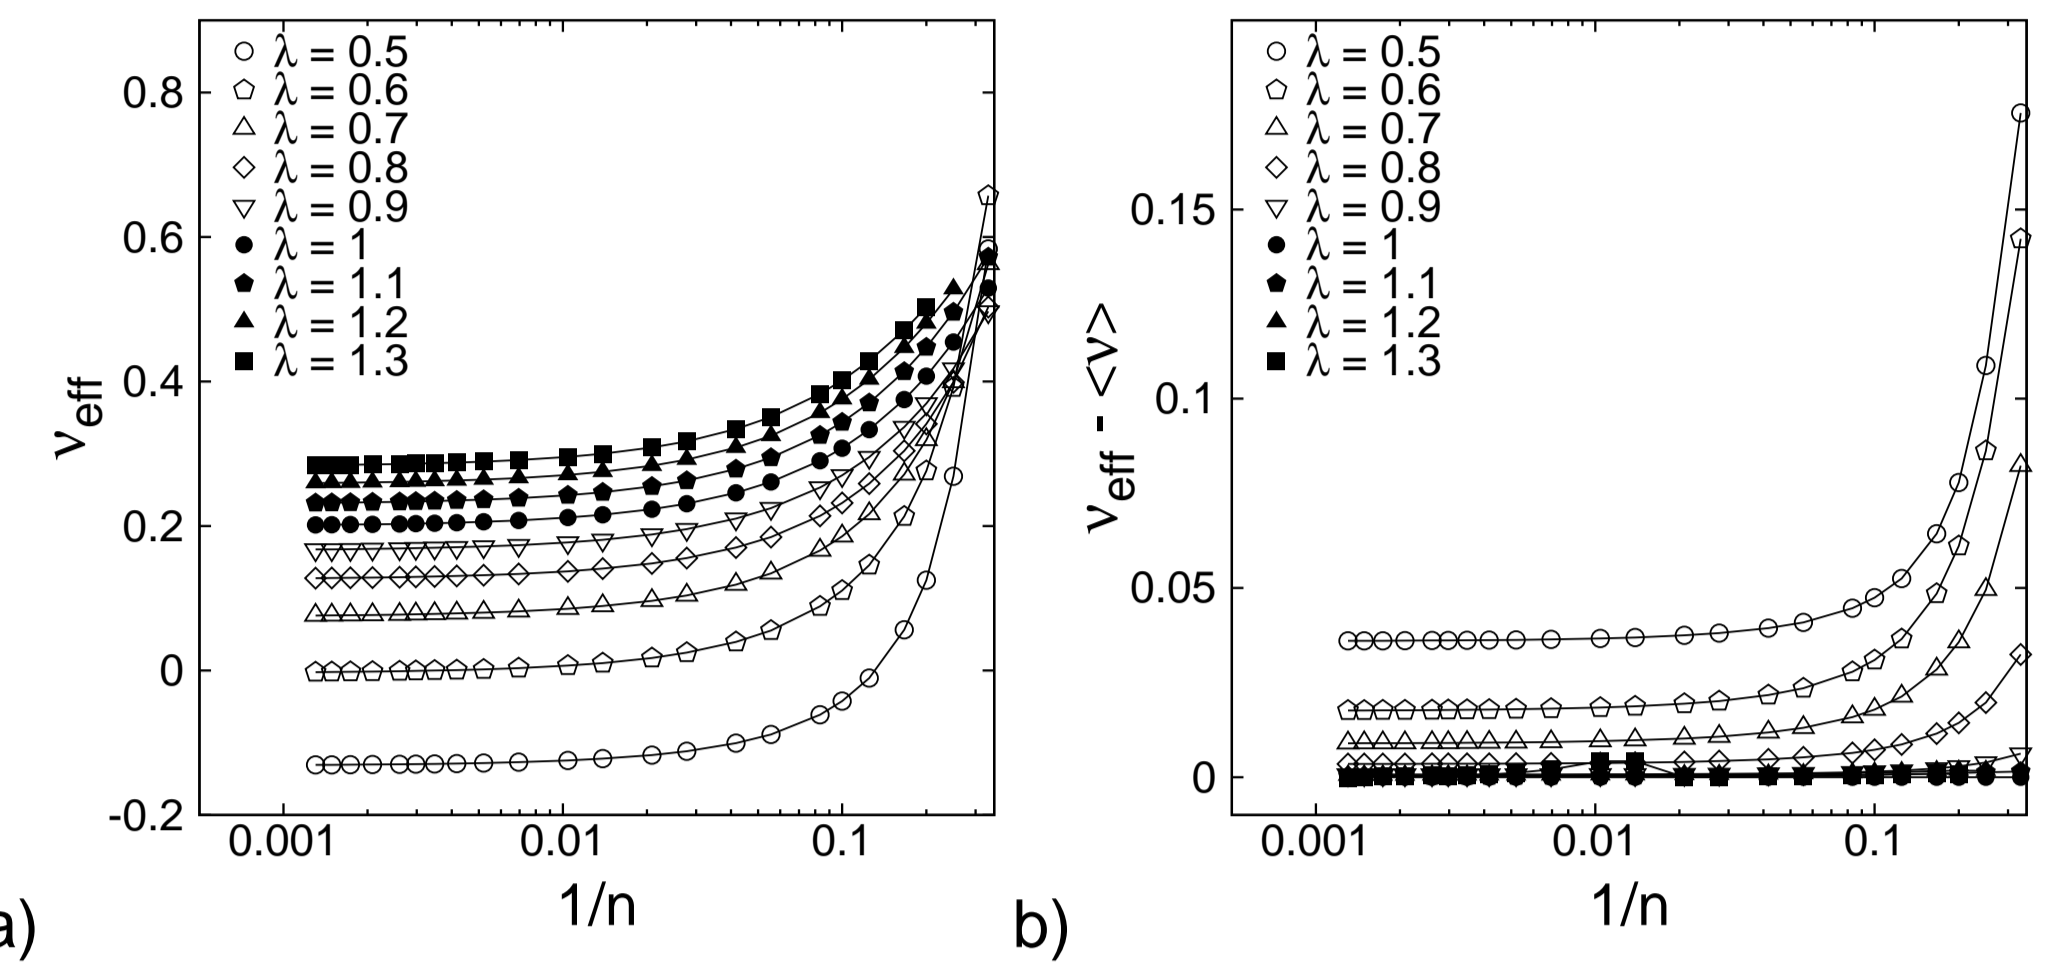 λ = 0.5
λ = 0.6
λ = 0.7
λ = 0.8
λ = 0.9
λ = 1
λ = 1.1
λ = 1.2
λ = 1.3
0.8
0.6
0.4
0.2
0
-0.2
νeff
0.001 0.01 0.1
1/n
a)
λ = 0.5
λ = 0.6
λ = 0.7
λ = 0.8
λ = 0.9
λ = 1
λ = 1.1
λ = 1.2
λ = 1.3
0.15
0.1
0.05
0
νeff - <ν>
0.001 0.01 0.1
1/n
b)